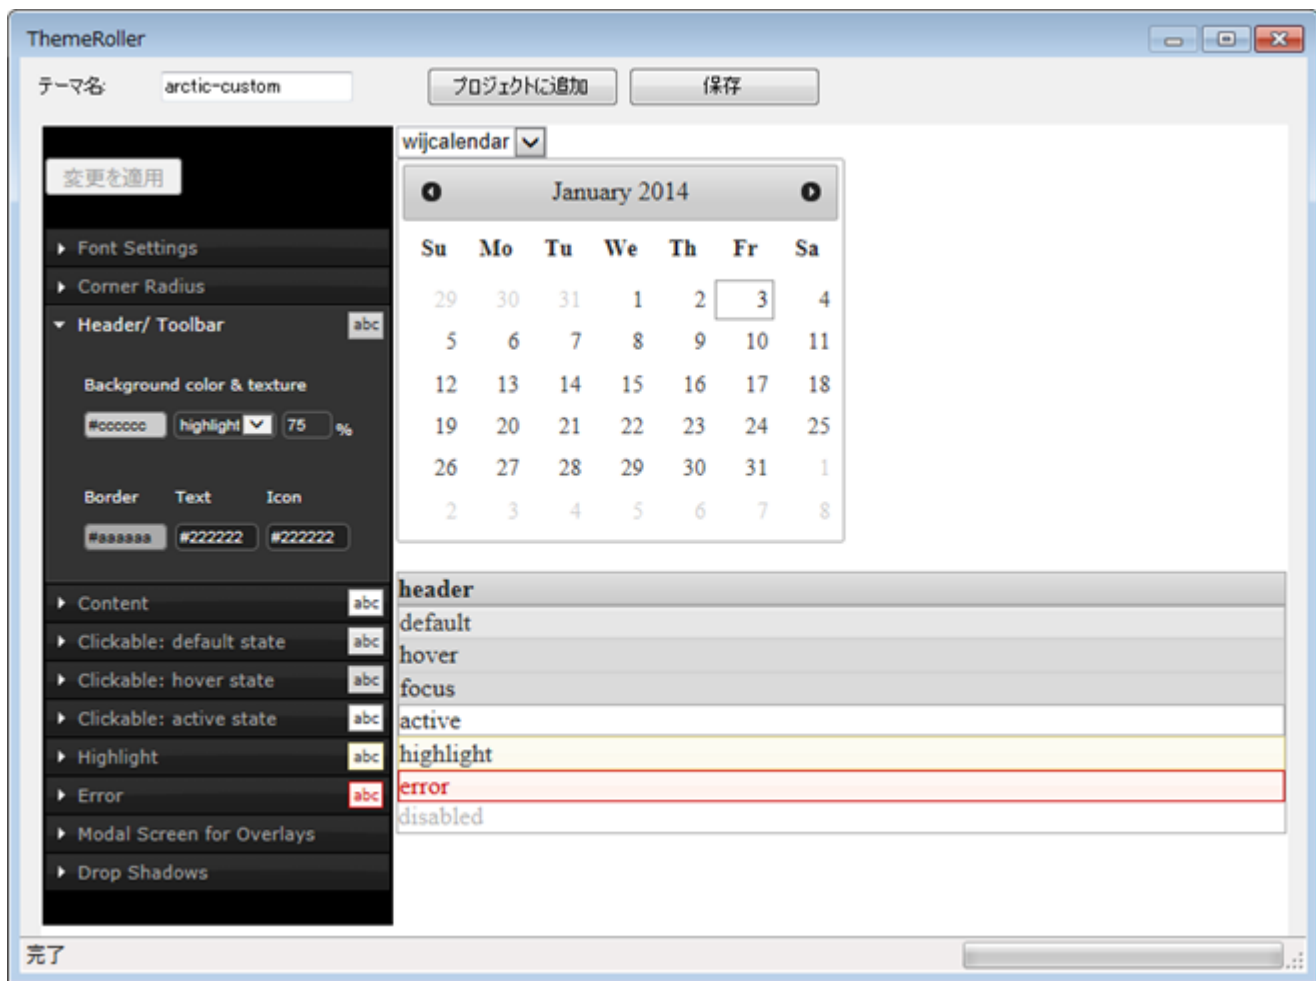 ThemeRoller
テーマ名: arctic-custom プロジェクトに追加 保存
変更を適用
Font Settings
Corner Radius
Header/ Toolbar abc
Background color & texture
#cccccc highlight 75 %
Border Text Icon
#aaaaaa #222222 #222222
Content abc
Clickable: default state abc
Clickable: hover state abc
Clickable: active state abc
Highlight abc
Error abc
Modal Screen for Overlays
Drop Shadows
wijcalendar
January 2014
Su Mo Tu We Th Fr Sa
29 30 31 1 2 3 4
5 6 7 8 9 10 11
12 13 14 15 16 17 18
19 20 21 22 23 24 25
26 27 28 29 30 31 1
2 3 4 5 6 7 8
header
default
hover
focus
active
highlight
error
disabled
完了